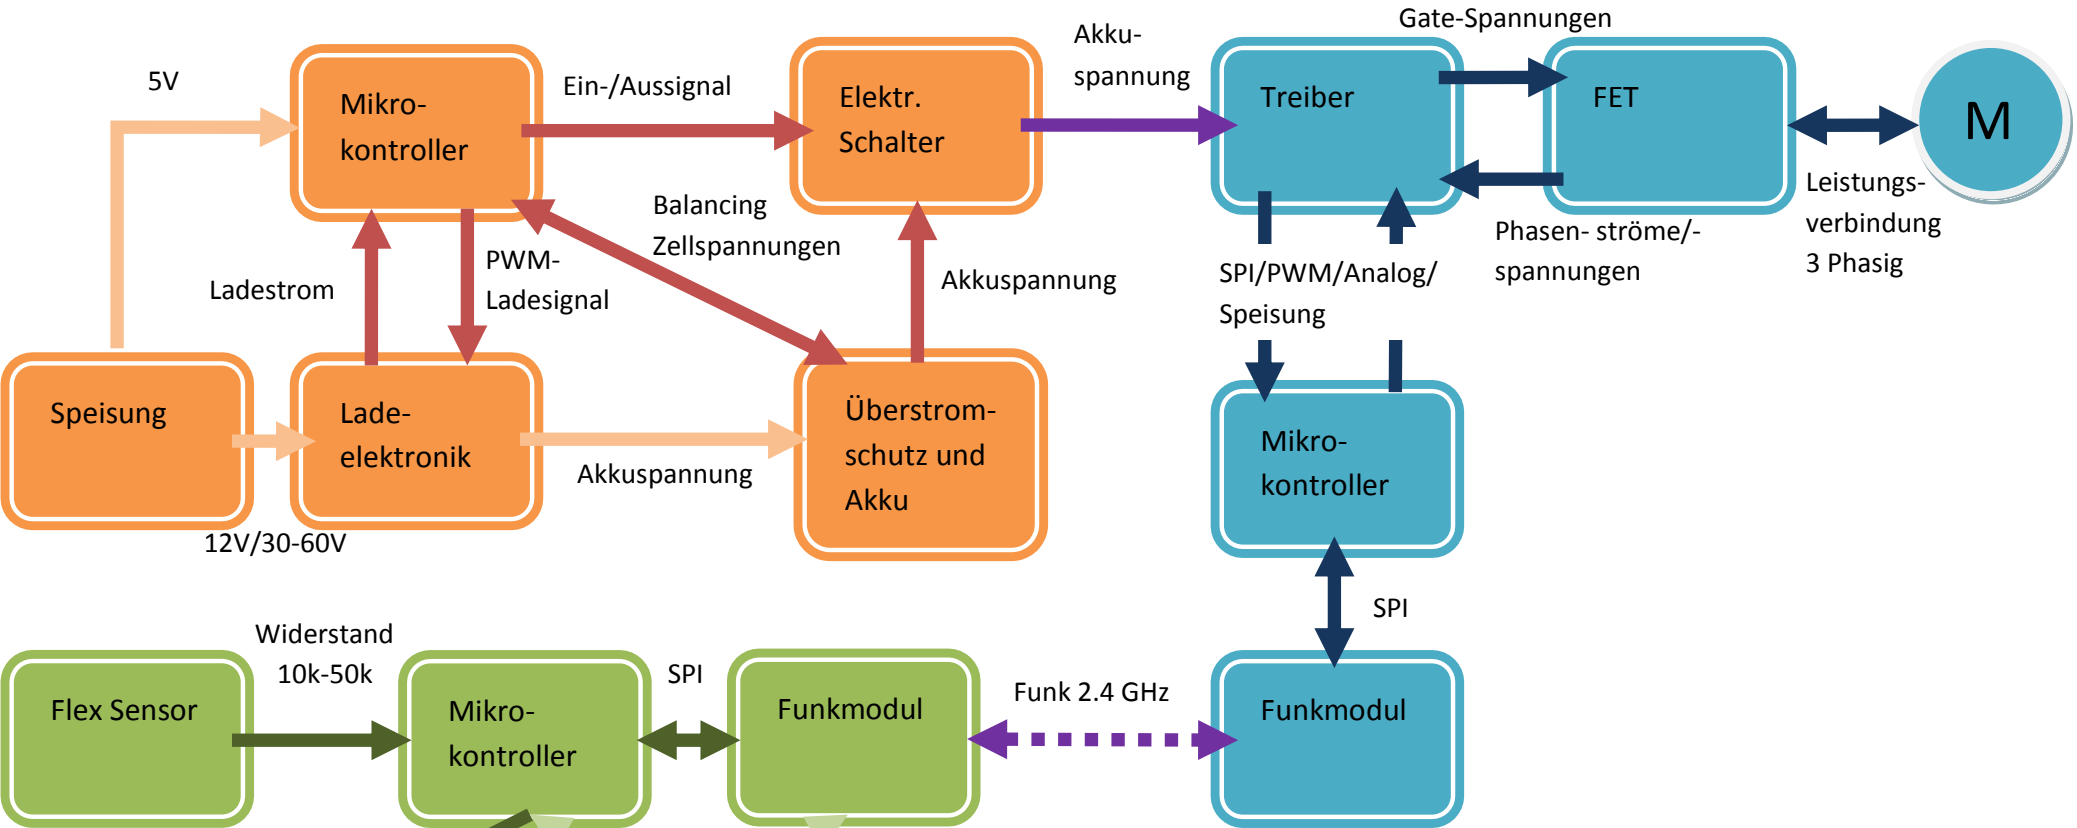 Gate-Spannungen
5V
Mikro-
kontroller
Ein-/Aussignal
Elektr.
Schalter
Akku-
spannung
Treiber
FET
M
Balancing
Zellspannungen
Leistungs-
verbindung
3 Phasig
Phasen- ströme/-
spannungen
Ladestrom
PWM-
Ladesignal
Akkuspannung
SPI/PWM/Analog/
Speisung
Speisung
Lade-
elektronik
Akkuspannung
Überstrom-
schutz und
Akku
Mikro-
kontroller
12V/30-60V
SPI
Widerstand
10k-50k
Flex Sensor
Mikro-
kontroller
SPI
Funkmodul
Funk 2.4 GHz
Funkmodul